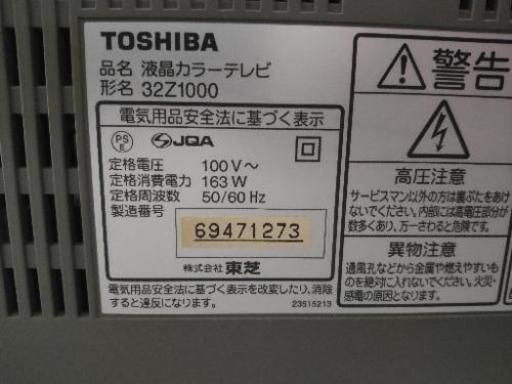 TOSHIBA
品名 液晶カラーテレビ
形名 32Z1000
電気用品安全法に基づく表示
PS
E
JQA
定格電圧 100V～
定格消費電力 163W
定格周波数 50/60Hz
製造番号
69471273
株式会社 東芝
電気用品安全法に基づく表示を改変したり、消除
すると違反になります。 23515213
警告
高圧注意
サービスマン以外の方は裏ぶたをあけ
ないでください。内部には高電圧部分が
数多くあり、万一さわると危険です。
異物注意
通風孔などから金属や燃えやすいもの
を絶対に入れないでください。火災・
感電の原因となります。